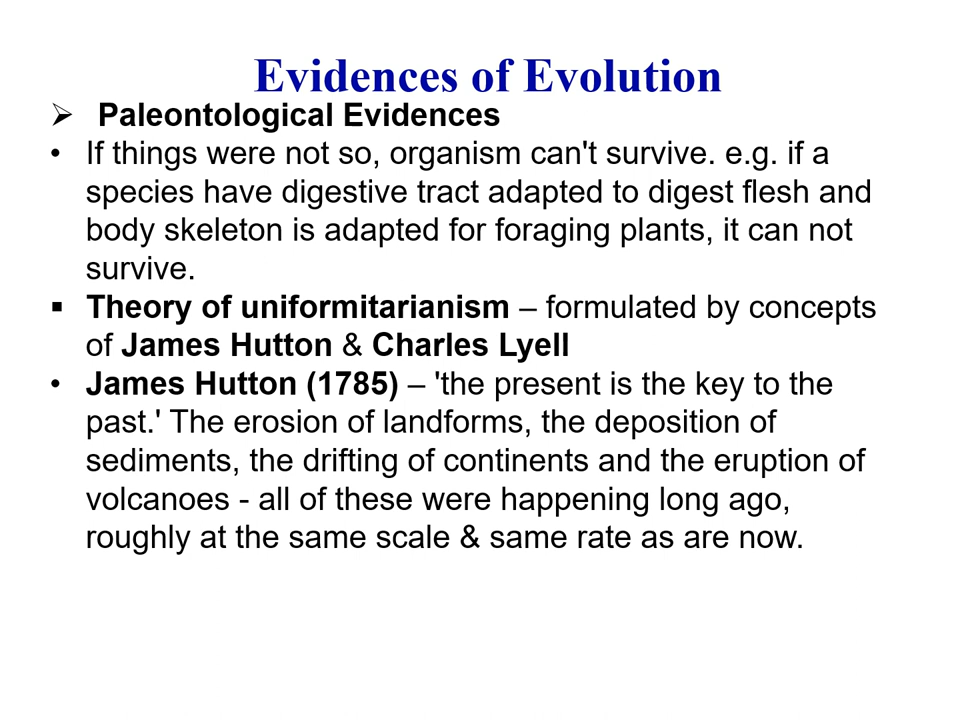 Evidences of Evolution
➢ Paleontological Evidences
• If things were not so, organism can't survive. e.g. if a
species have digestive tract adapted to digest flesh and
body skeleton is adapted for foraging plants, it can not
survive.
▪ Theory of uniformitarianism – formulated by concepts
of James Hutton & Charles Lyell
• James Hutton (1785) – 'the present is the key to the
past.' The erosion of landforms, the deposition of
sediments, the drifting of continents and the eruption of
volcanoes - all of these were happening long ago,
roughly at the same scale & same rate as are now.